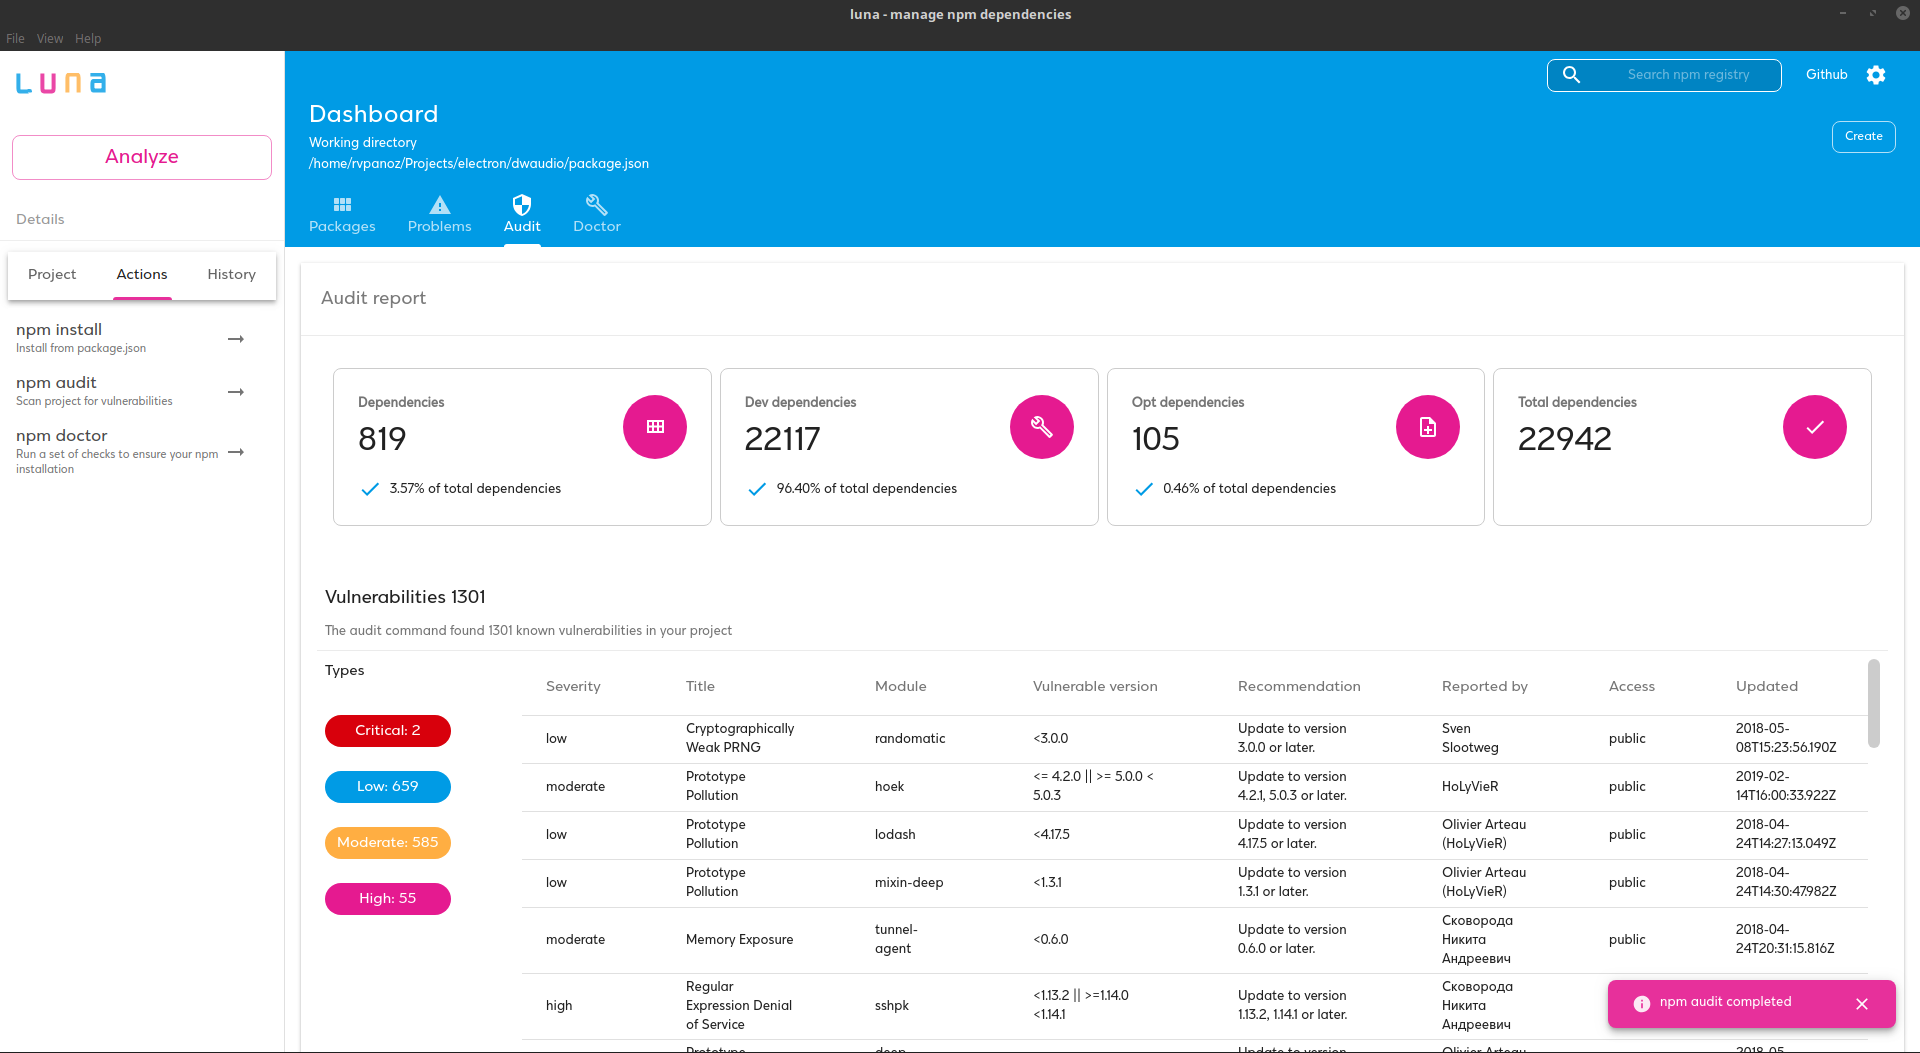 luna - manage npm dependencies
File View Help
LUNA
Search npm registry
Github
Analyze
Dashboard
Working directory
/home/rvpanoz/Projects/electron/dwaudio/package.json
Create
Packages Problems Audit Doctor
Details
Project Actions History
npm install
Install from package.json
npm audit
Scan project for vulnerabilities
npm doctor
Run a set of checks to ensure your npm
installation
Audit report
Dependencies
819
3.57% of total dependencies
Dev dependencies
22117
96.40% of total dependencies
Opt dependencies
105
0.46% of total dependencies
Total dependencies
22942
Vulnerabilities 1301
The audit command found 1301 known vulnerabilities in your project
Types
Critical: 2
Low: 659
Moderate: 585
High: 55
Severity Title Module Vulnerable version Recommendation Reported by Access Updated
low
Cryptographically
Weak PRNG
randomatic
<3.0.0
Update to version
3.0.0 or later.
Sven
Slootweg
public
2018-05-
08T15:23:56.190Z
moderate
Prototype
Pollution
hoek
<= 4.2.0 || >= 5.0.0 <
5.0.3
Update to version
4.2.1, 5.0.3 or later.
HoLyVieR
public
2019-02-
14T16:00:33.922Z
low
Prototype
Pollution
lodash
<4.17.5
Update to version
4.17.5 or later.
Olivier Arteau
(HoLyVieR)
public
2018-04-
24T14:27:13.049Z
low
Prototype
Pollution
mixin-deep
<1.3.1
Update to version
1.3.1 or later.
Olivier Arteau
(HoLyVieR)
public
2018-04-
24T14:30:47.982Z
moderate
Memory Exposure
tunnel-
agent
<0.6.0
Update to version
0.6.0 or later.
Сковорода
Никита
Андреевич
public
2018-04-
24T20:31:15.816Z
high
Regular
Expression Denial
of Service
sshpk
<1.13.2 || >=1.14.0
<1.14.1
Update to version
1.13.2, 1.14.1 or later.
Сковорода
Никита
Андреевич
npm audit completed
Prototype
deep-
Update to version
Olivier Arteau
2018-05-